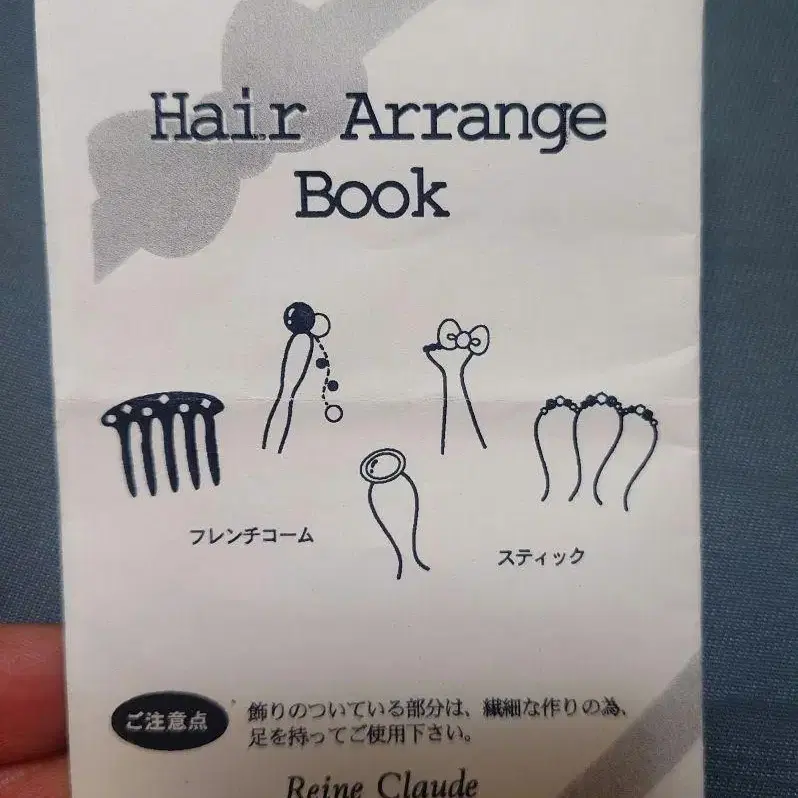 Hair Arrange
Book
フレンチコーム
スティック
ご注意点
飾りのついている部分は、繊細な作りの為、
足を持ってご使用下さい。
Reine Claude